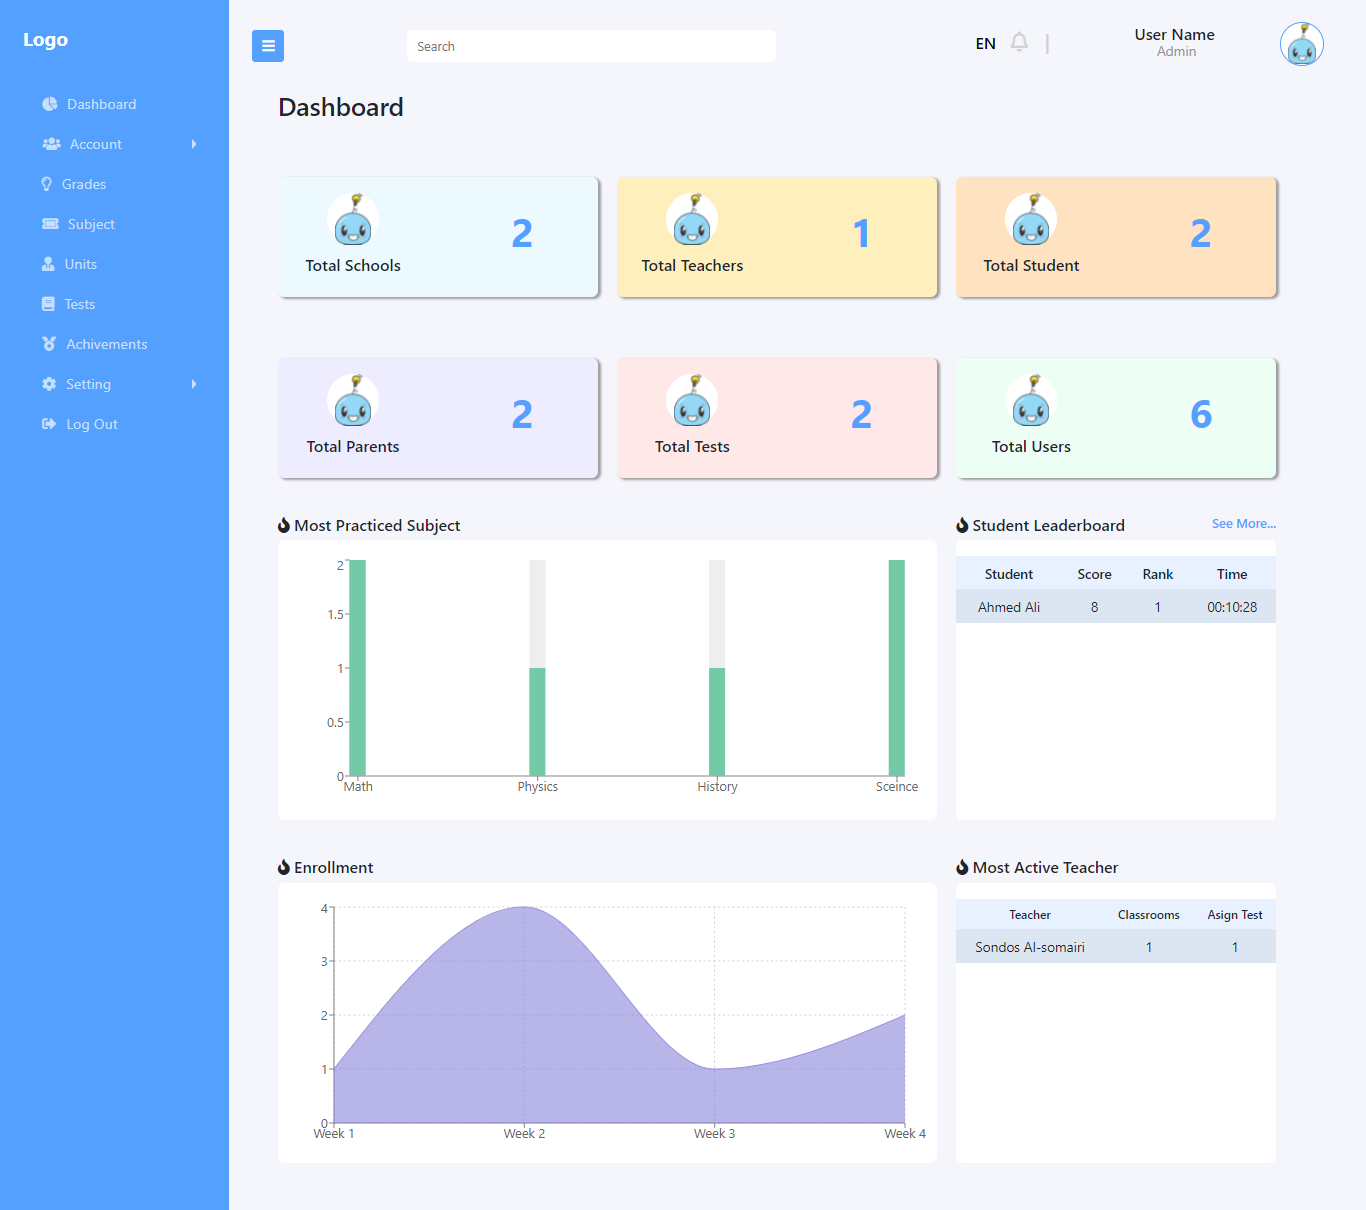 Logo
Dashboard
Account
Grades
Subject
Units
Tests
Achivements
Setting
Log Out
Search
EN
User Name
Admin
Dashboard
2
Total Schools
1
Total Teachers
2
Total Student
2
Total Parents
2
Total Tests
6
Total Users
Most Practiced Subject
2
1.5
1
0.5
0
Math Physics History Sceince
Student Leaderboard See More...
Student Score Rank Time
Ahmed Ali 8 1 00:10:28
Enrollment
4
3
2
1
0
Week 1 Week 2 Week 3 Week 4
Most Active Teacher
Teacher Classrooms Asign Test
Sondos Al-somairi 1 1